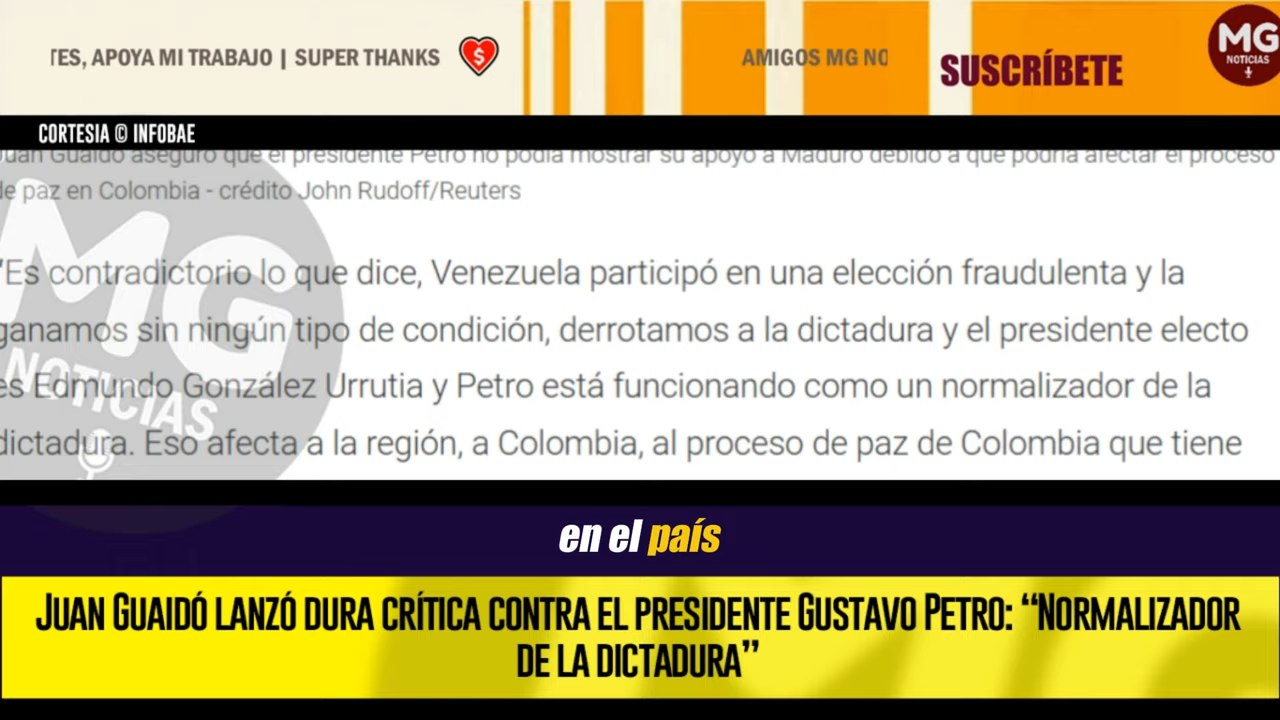 TES, APOYA MI TRABAJO | SUPER THANKS
AMIGOS MG NO
SUSCRÍBETE
MG
NOTICIAS
CORTESIA © INFOBAE
Juan Guaidó aseguró que el presidente Petro no podía mostrar su apoyo a Maduro debido a que podría afectar el proceso
de paz en Colombia - crédito John Rudoff/Reuters
"Es contradictorio lo que dice, Venezuela participó en una elección fraudulenta y la
ganamos sin ningún tipo de condición, derrotamos a la dictadura y el presidente electo
es Edmundo González Urrutia y Petro está funcionando como un normalizador de la
dictadura. Eso afecta a la región, a Colombia, al proceso de paz de Colombia que tiene
MG
NOTICIAS
en el país
JUAN GUAIDÓ LANZÓ DURA CRÍTICA CONTRA EL PRESIDENTE GUSTAVO PETRO: “NORMALIZADOR
DE LA DICTADURA”